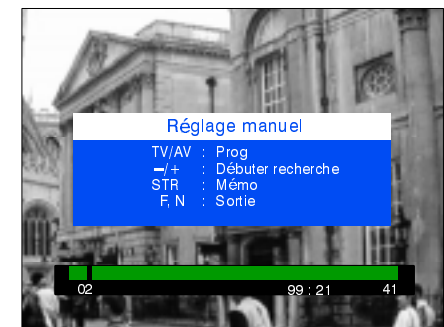 Réglage manuel
TV/AV : Prog
–/+ : Débuter recherche
STR : Mémo
F, N : Sortie
02 99 : 21 41